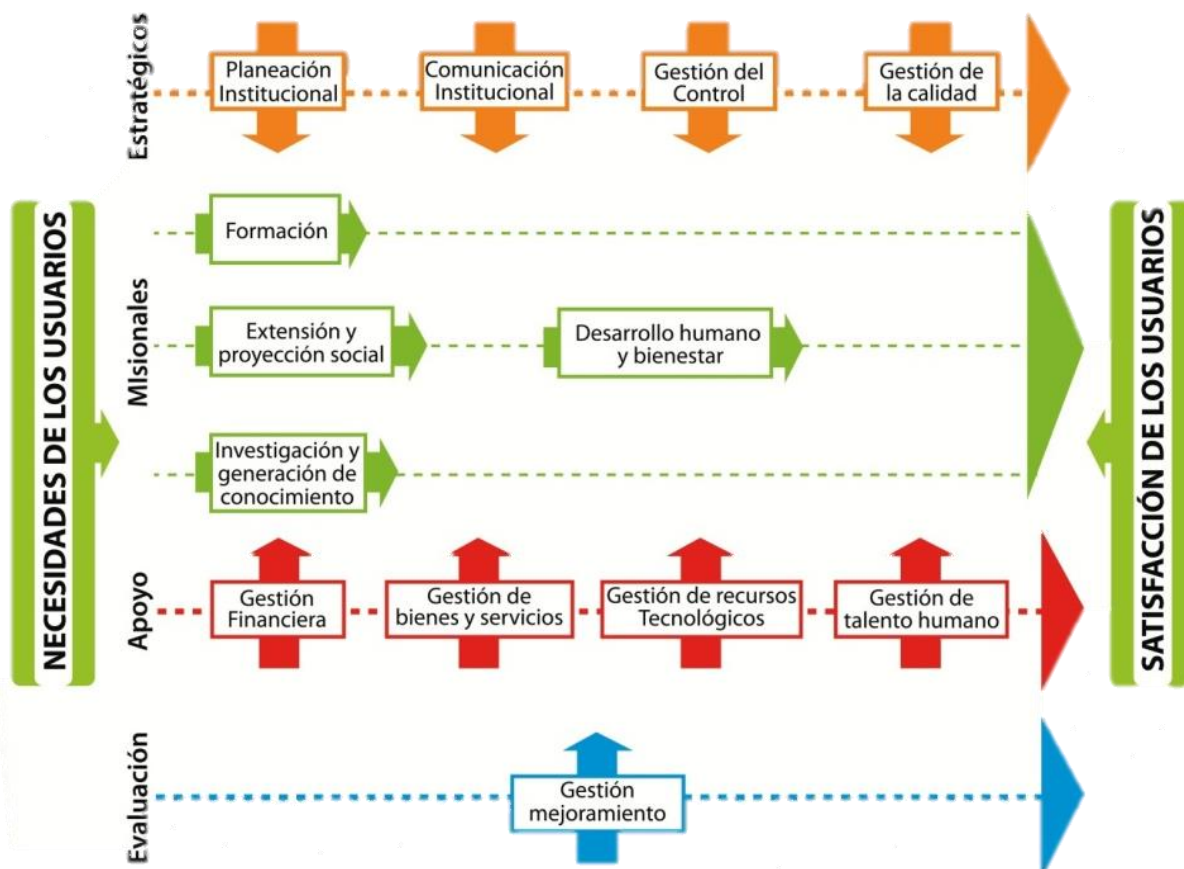 Estratégicos
Planeación
Institucional
Comunicación
Institucional
Gestión del
Control
Gestión de
la calidad
NECESIDADES DE LOS USUARIOS
MIsionales
Formación
Extensión y
proyección social
Desarrollo humano
y bienestar
Investigación y
generación de
conocimiento
SATISFACCIÓN DE LOS USUARIOS
Apoyo
Gestión
Financiera
Gestión de
bienes y servicios
Gestión de recursos
Tecnológicos
Gestión de
talento humano
Evaluación
Gestión
mejoramiento